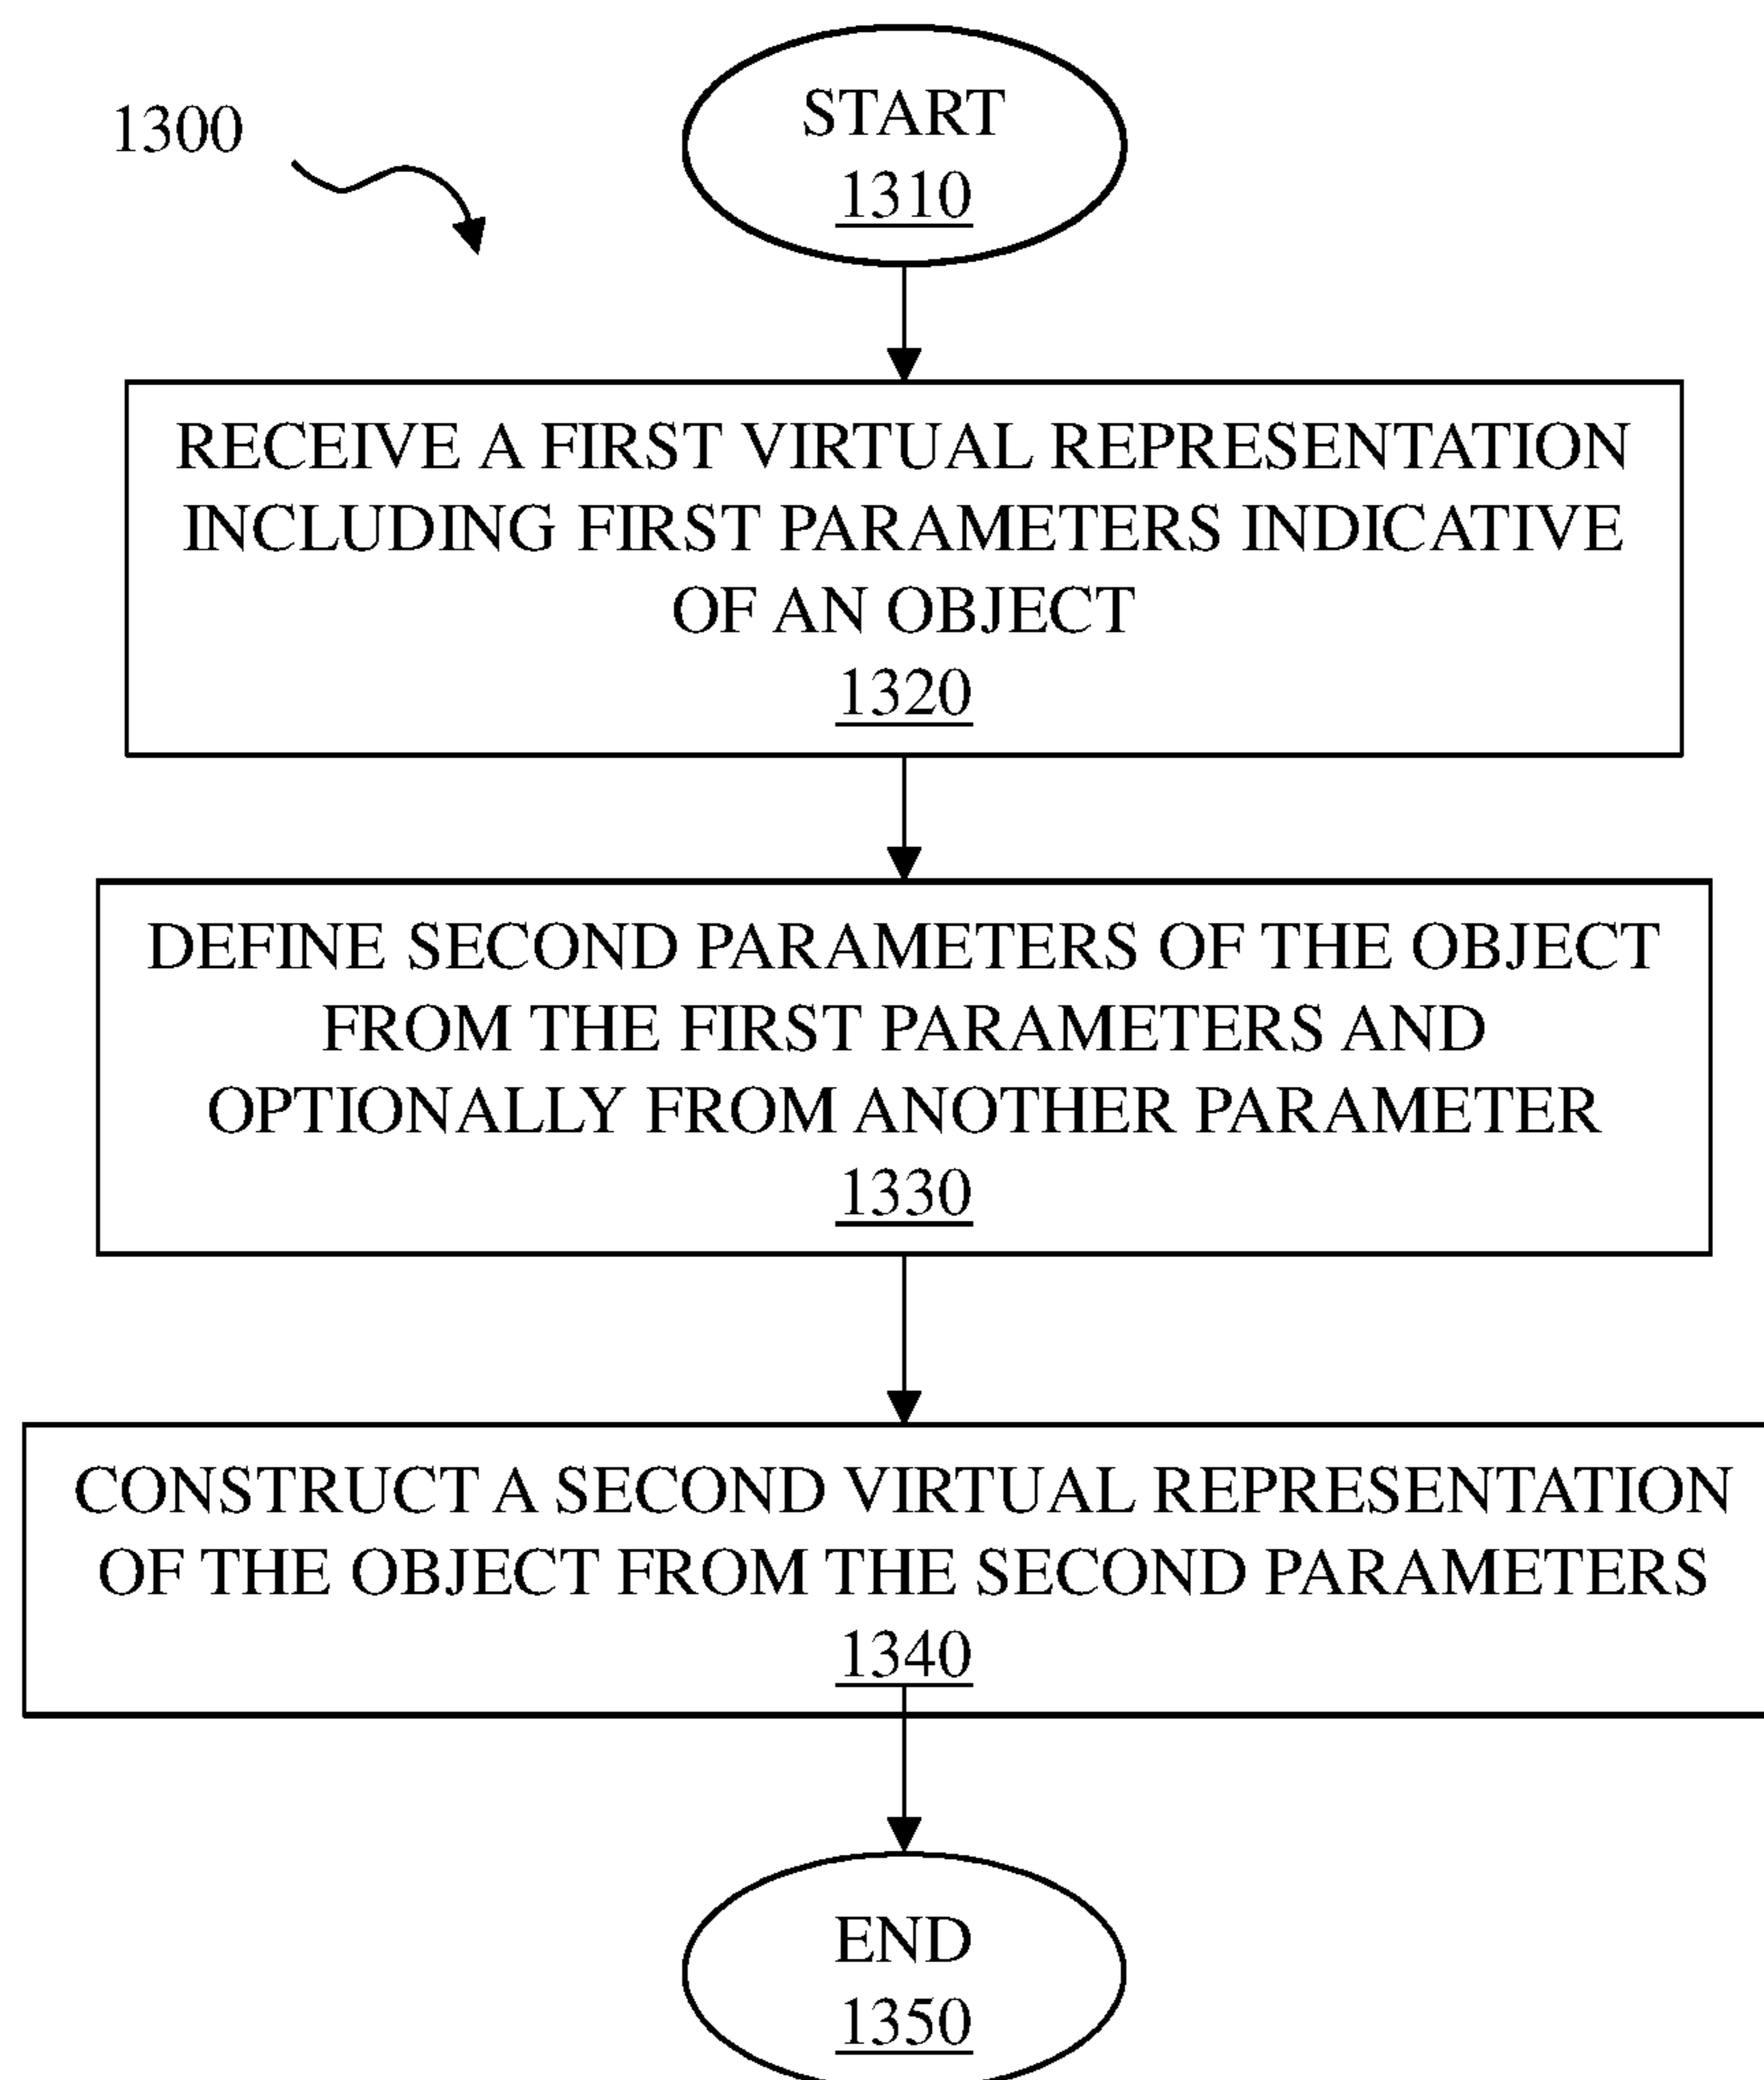 1300
START
1310
RECEIVE A FIRST VIRTUAL REPRESENTATION
INCLUDING FIRST PARAMETERS INDICATIVE
OF AN OBJECT
1320
DEFINE SECOND PARAMETERS OF THE OBJECT
FROM THE FIRST PARAMETERS AND
OPTIONALLY FROM ANOTHER PARAMETER
1330
CONSTRUCT A SECOND VIRTUAL REPRESENTATION
OF THE OBJECT FROM THE SECOND PARAMETERS
1340
END
1350